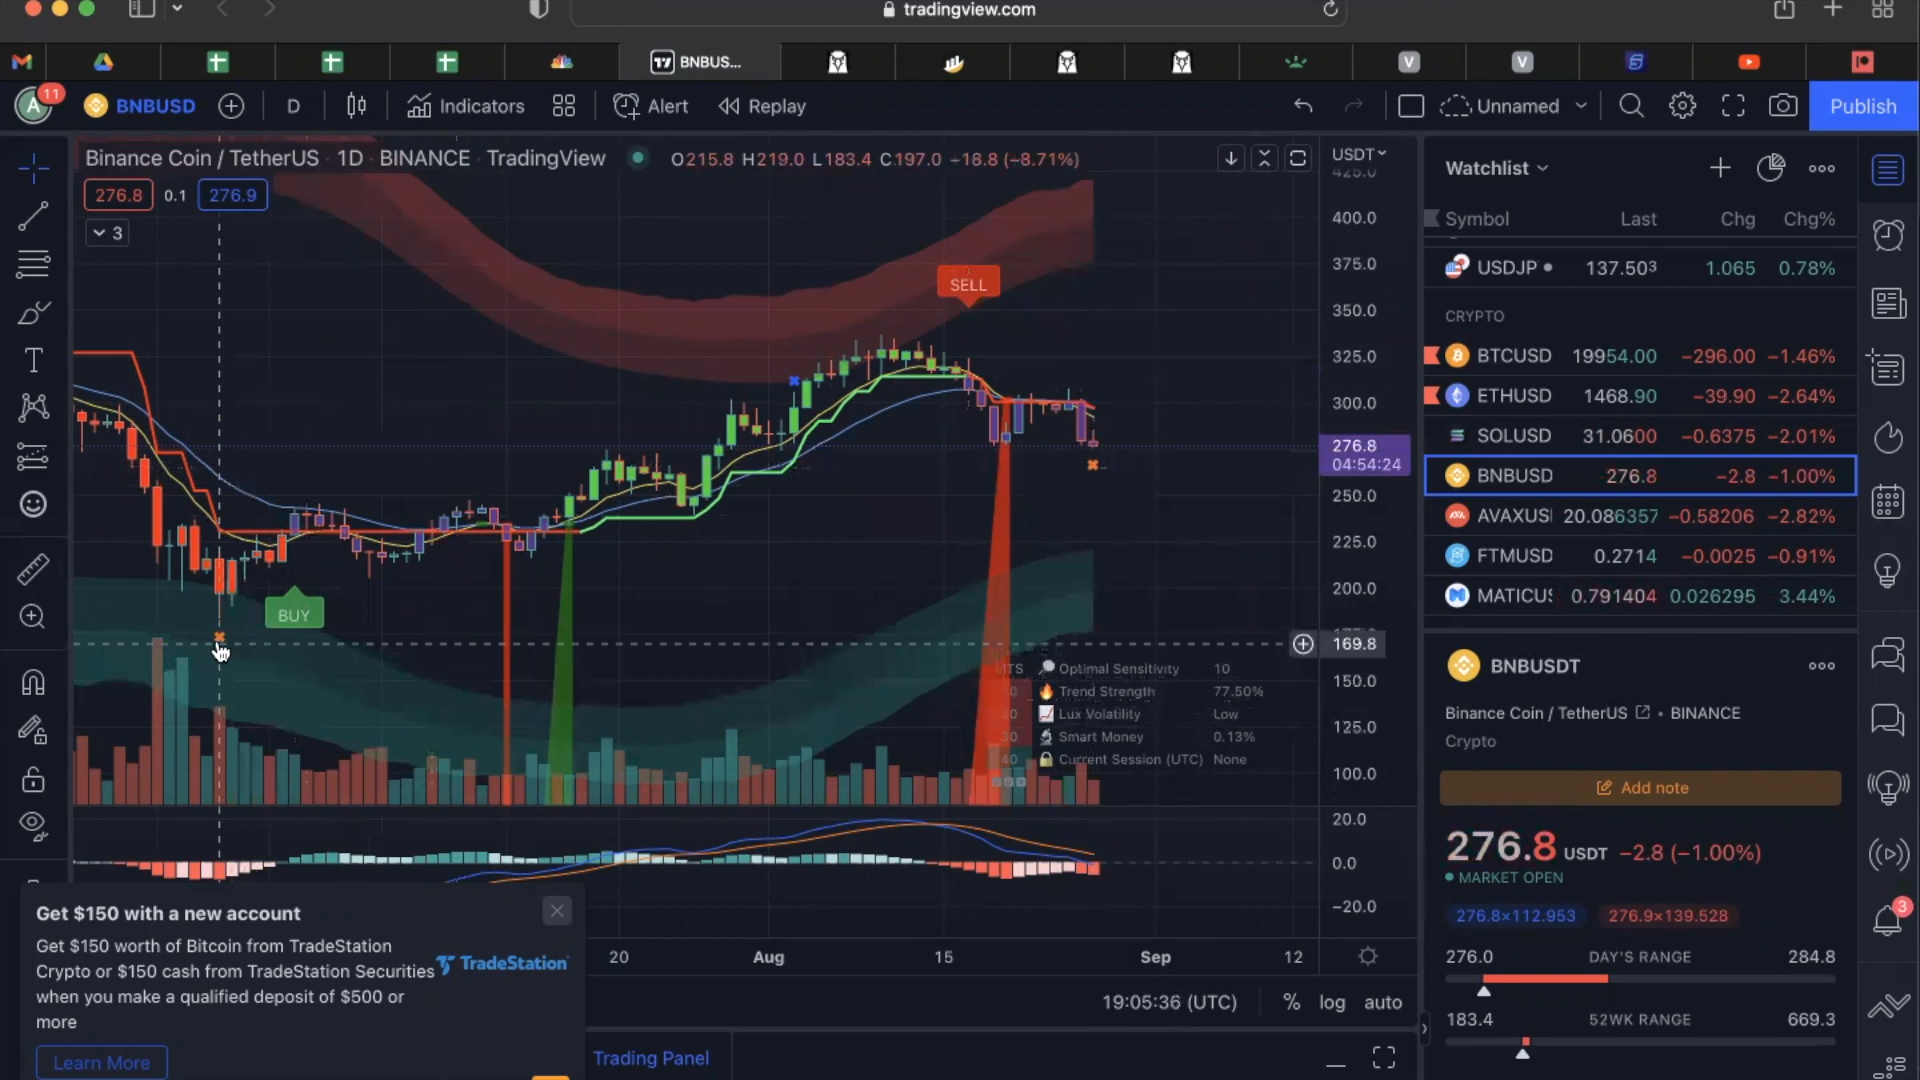 tradingview.com
BNBUS...
A
11
BNBUSD
D
Indicators
Alert
Replay
Unnamed
Publish
Binance Coin / TetherUS · 1D · BINANCE · TradingView
O215.8 H219.0 L183.4 C197.0 −18.8 (−8.71%)
276.8
0.1
276.9
3
USDT
425.0
400.0
375.0
350.0
325.0
300.0
276.8
04:54:24
250.0
225.0
200.0
169.8
150.0
125.0
100.0
20.0
0.0
−20.0
SELL
BUY
Optimal Sensitivity 10
Trend Strength 77.50%
Lux Volatility Low
Smart Money 0.13%
Current Session (UTC) None
20
Aug
15
Sep
12
19:05:36 (UTC)
%
log
auto
Trading Panel
Get $150 with a new account
Get $150 worth of Bitcoin from TradeStation
Crypto or $150 cash from TradeStation Securities
when you make a qualified deposit of $500 or
more
TradeStation
Learn More
Watchlist
Symbol Last Chg Chg%
USDJP 137.503 1.065 0.78%
CRYPTO
BTCUSD 19954.00 −296.00 −1.46%
ETHUSD 1468.90 −39.90 −2.64%
SOLUSD 31.0600 −0.6375 −2.01%
BNBUSD 276.8 −2.8 −1.00%
AVAXUS 20.086357 −0.58206 −2.82%
FTMUSD 0.2714 −0.0025 −0.91%
MATICUS 0.791404 0.026295 3.44%
BNBUSDT
Binance Coin / TetherUS • BINANCE
Crypto
Add note
276.8 USDT −2.8 (−1.00%)
MARKET OPEN
276.8×112.953
276.9×139.528
276.0 DAY'S RANGE 284.8
183.4 52WK RANGE 669.3
3